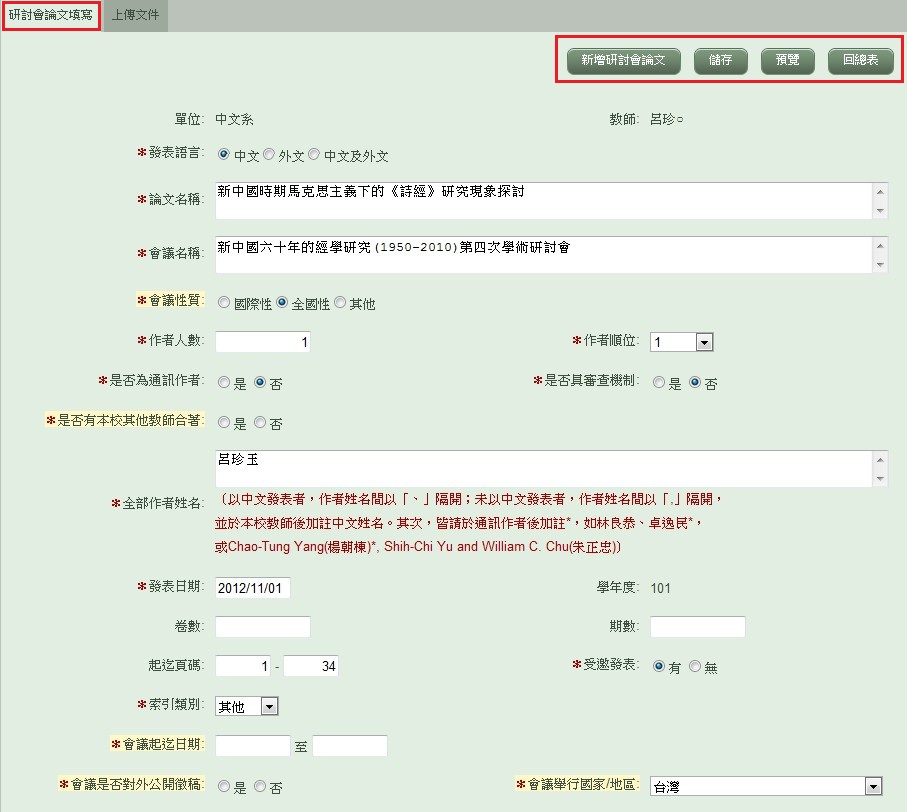 研討會論文填寫 上傳文件
新增研討會論文 儲存 預覽 回總表
單位: 中文系 教師: 呂珍○
*發表語言: 中文 外文 中文及外文
*論文名稱: 新中國時期馬克思主義下的《詩經》研究現象探討
*會議名稱: 新中國六十年的經學研究(1950-2010)第四次學術研討會
*會議性質: 國際性 全國性 其他
*作者人數: 1 *作者順位: 1
*是否為通訊作者: 是 否 *是否具審查機制: 是 否
*是否有本校其他教師合著: 是 否
呂珍玉
*全部作者姓名: 〔以中文發表者，作者姓名間以「、」隔開；未以中文發表者，作者姓名間以「,」隔開，
並於本校教師後加註中文姓名。其次，皆請於通訊作者後加註*，如林良恭、卓逸民*，
或Chao-Tung Yang(楊朝棟)*, Shih-Chi Yu and William C. Chu(朱正忠)〕
*發表日期: 2012/11/01 學年度: 101
卷數: 期數:
起迄頁碼: 1 - 34 *受邀發表: 有 無
*索引類別: 其他
*會議起迄日期: 至
*會議是否對外公開徵稿: 是 否 *會議舉行國家/地區: 台灣